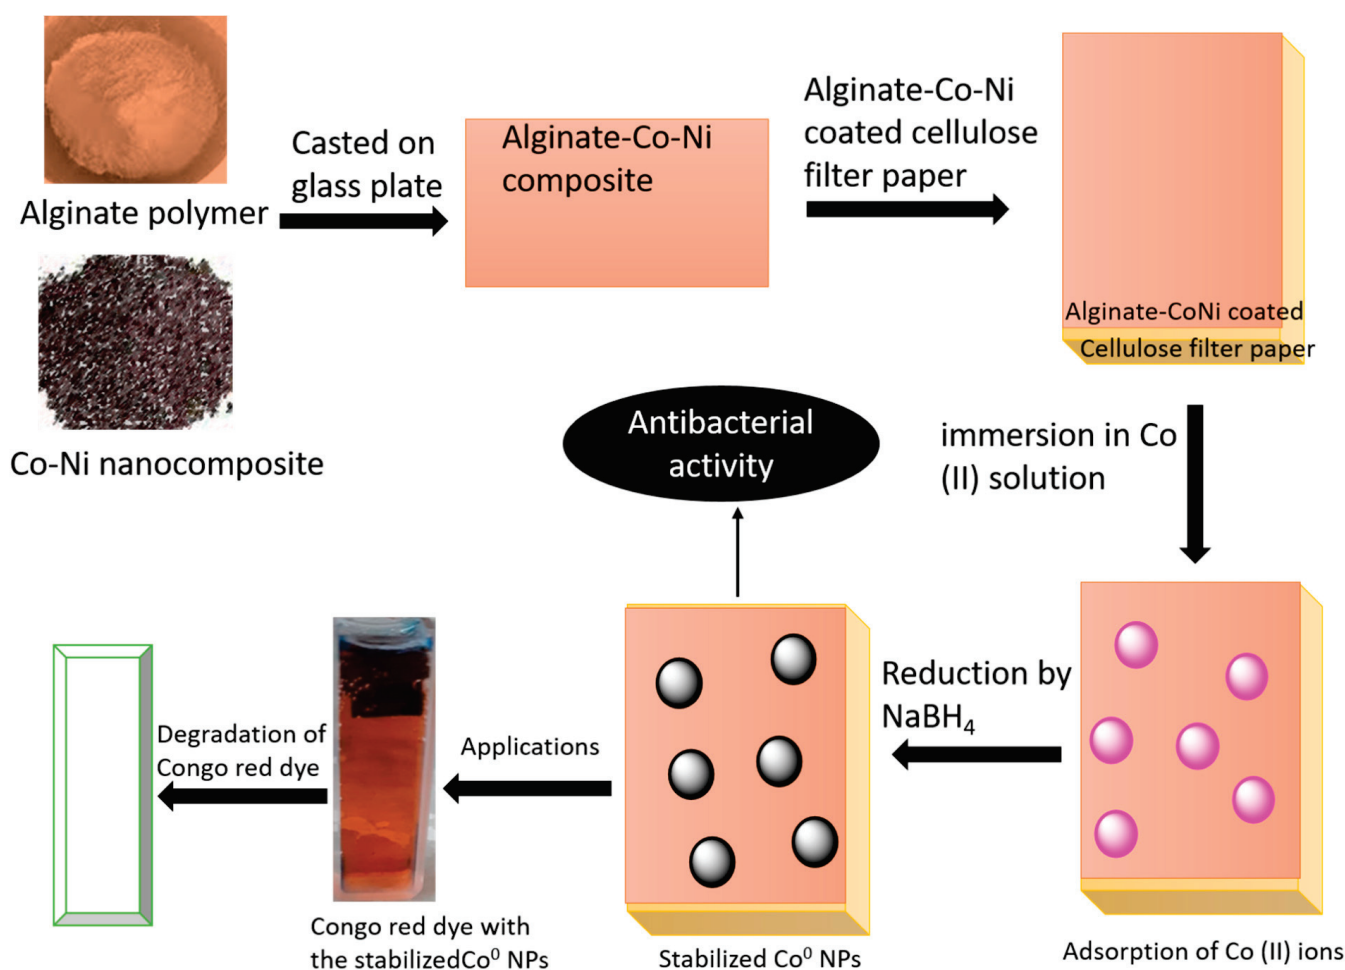 Alginate polymer
Co-Ni nanocomposite
Casted on
glass plate
Alginate-Co-Ni
composite
Alginate-Co-Ni
coated cellulose
filter paper
Alginate-CoNi coated
Cellulose filter paper
immersion in Co
(II) solution
Adsorption of Co (II) ions
Reduction by
NaBH₄
Stabilized Co⁰ NPs
Antibacterial
activity
Applications
Congo red dye with
the stabilizedCo⁰ NPs
Degradation of
Congo red dye